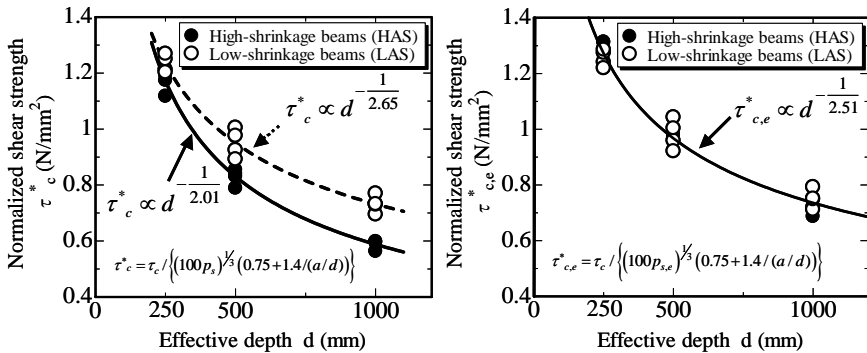 Normalized shear strength
τ*c (N/mm²)
1.4
1.2
1
0.8
0.6
0.4
High-shrinkage beams (HAS)
Low-shrinkage beams (LAS)
τ*c ∝ d^(-1/2.65)
τ*c ∝ d^(-1/2.01)
τ*c = τc / {(100ps)^(1/3) (0.75+1.4/(a/d))}
0 250 500 750 1000
Effective depth d (mm)
Normalized shear strength
τ*c,e (N/mm²)
1.4
1.2
1
0.8
0.6
0.4
High-shrinkage beams (HAS)
Low-shrinkage beams (LAS)
τ*c,e ∝ d^(-1/2.51)
τ*c,e = τc / {(100ps,e)^(1/3) (0.75+1.4/(a/d))}
0 250 500 750 1000
Effective depth d (mm)